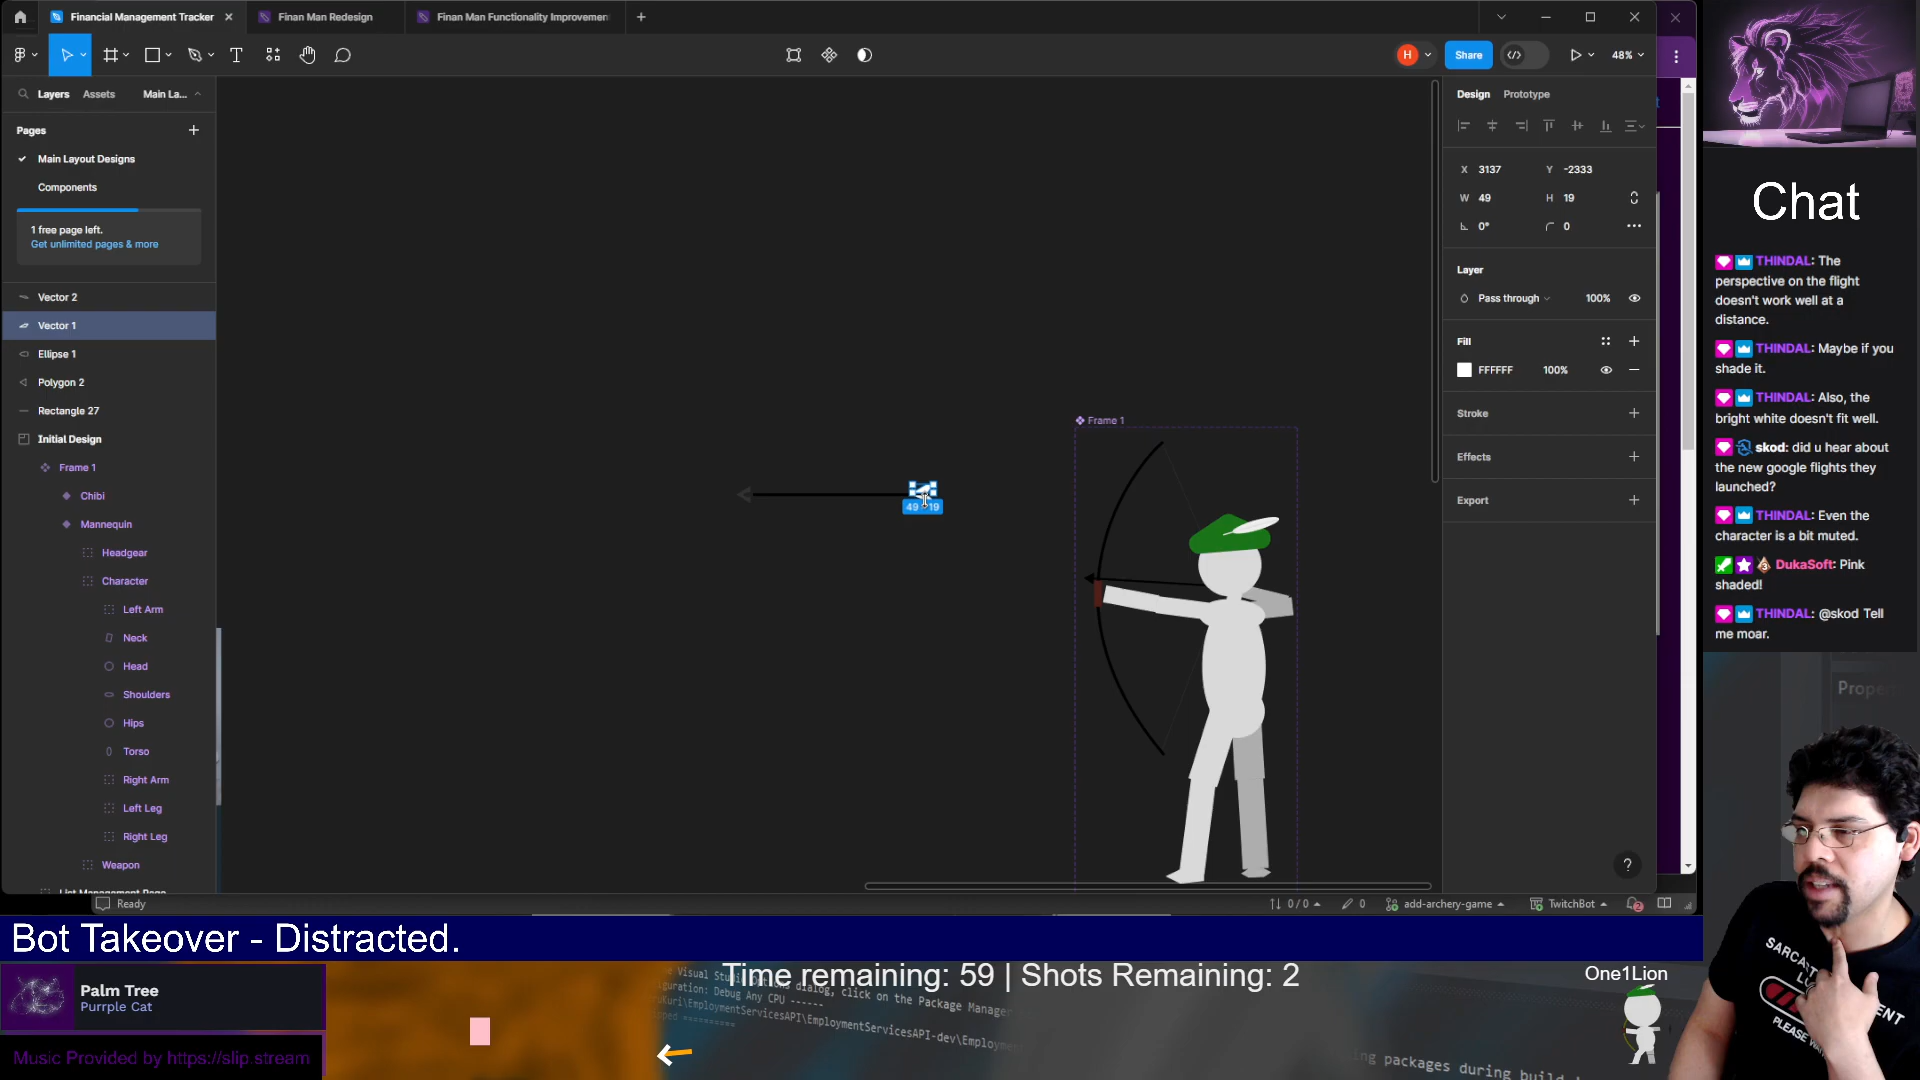 Financial Management Tracker
Finan Man Redesign
Finan Man Functionality Improvemen
H
Share
48%
Layers
Assets
Main La...
Design
Prototype
Pages
Main Layout Designs
Components
1 free page left.
Get unlimited pages & more
X 3137
Y -2333
W 49
H 19
0°
0
Layer
Pass through
100%
Fill
FFFFFF
100%
Stroke
Effects
Export
Vector 2
Vector 1
Ellipse 1
Polygon 2
Rectangle 27
Initial Design
Frame 1
Chibi
Mannequin
Headgear
Character
Left Arm
Neck
Head
Shoulders
Hips
Torso
Right Arm
Left Leg
Right Leg
Weapon
List Management Page
Frame 1
?
Ready
0 / 0
0
add-archery-game
TwitchBot
2
Chat
THINDAL: The
perspective on the flight
doesn't work well at a
distance.
THINDAL: Maybe if you
shade it.
THINDAL: Also, the
bright white doesn't fit well.
skod: did u hear about
the new google flights they
launched?
THINDAL: Even the
character is a bit muted.
DukaSoft: Pink
shaded!
THINDAL: @skod Tell
me moar.
Bot Takeover - Distracted.
Palm Tree
Purrple Cat
Music Provided by https://slip.stream
Time remaining: 59 | Shots Remaining: 2
One1Lion